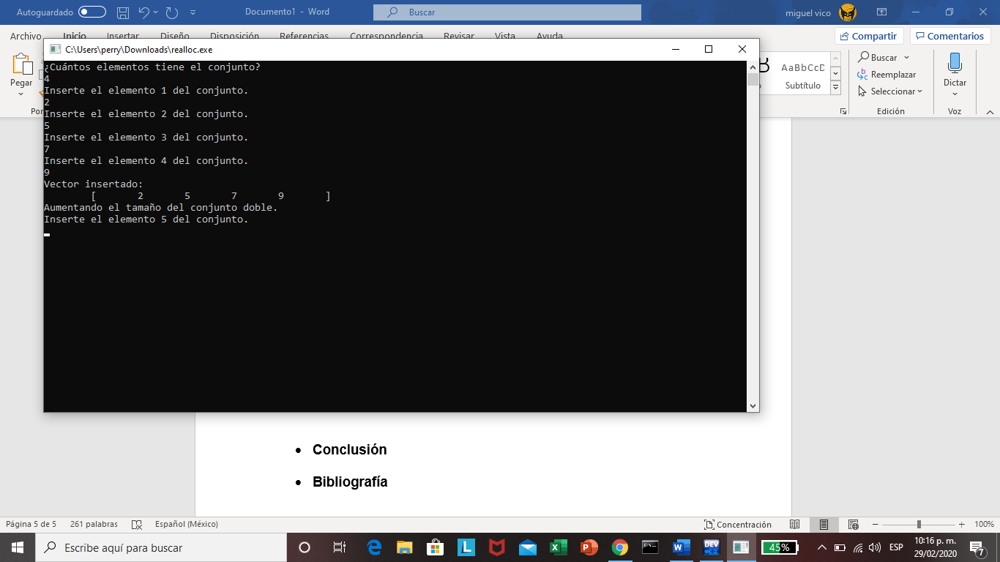 Autoguardado
Documento1 - Word
Buscar
miguel vico
Archivo Inicio Insertar Diseño Disposición Referencias Correspondencia Revisar Vista Ayuda
Compartir Comentarios
Pegar
AaBbCcD
Subtítulo
Buscar
Reemplazar
Seleccionar
Edición
Dictar
Voz
C:\Users\perry\Downloads\realloc.exe
¿Cuántos elementos tiene el conjunto?
4
Inserte el elemento 1 del conjunto.
2
Inserte el elemento 2 del conjunto.
5
Inserte el elemento 3 del conjunto.
7
Inserte el elemento 4 del conjunto.
9
Vector insertado:
[ 2 5 7 9 ]
Aumentando el tamaño del conjunto doble.
Inserte el elemento 5 del conjunto.
• Conclusión
• Bibliografía
Página 5 de 5 261 palabras Español (México) Concentración 100%
Escribe aquí para buscar
DEV
45%
ESP
10:16 p. m.
29/02/2020
7